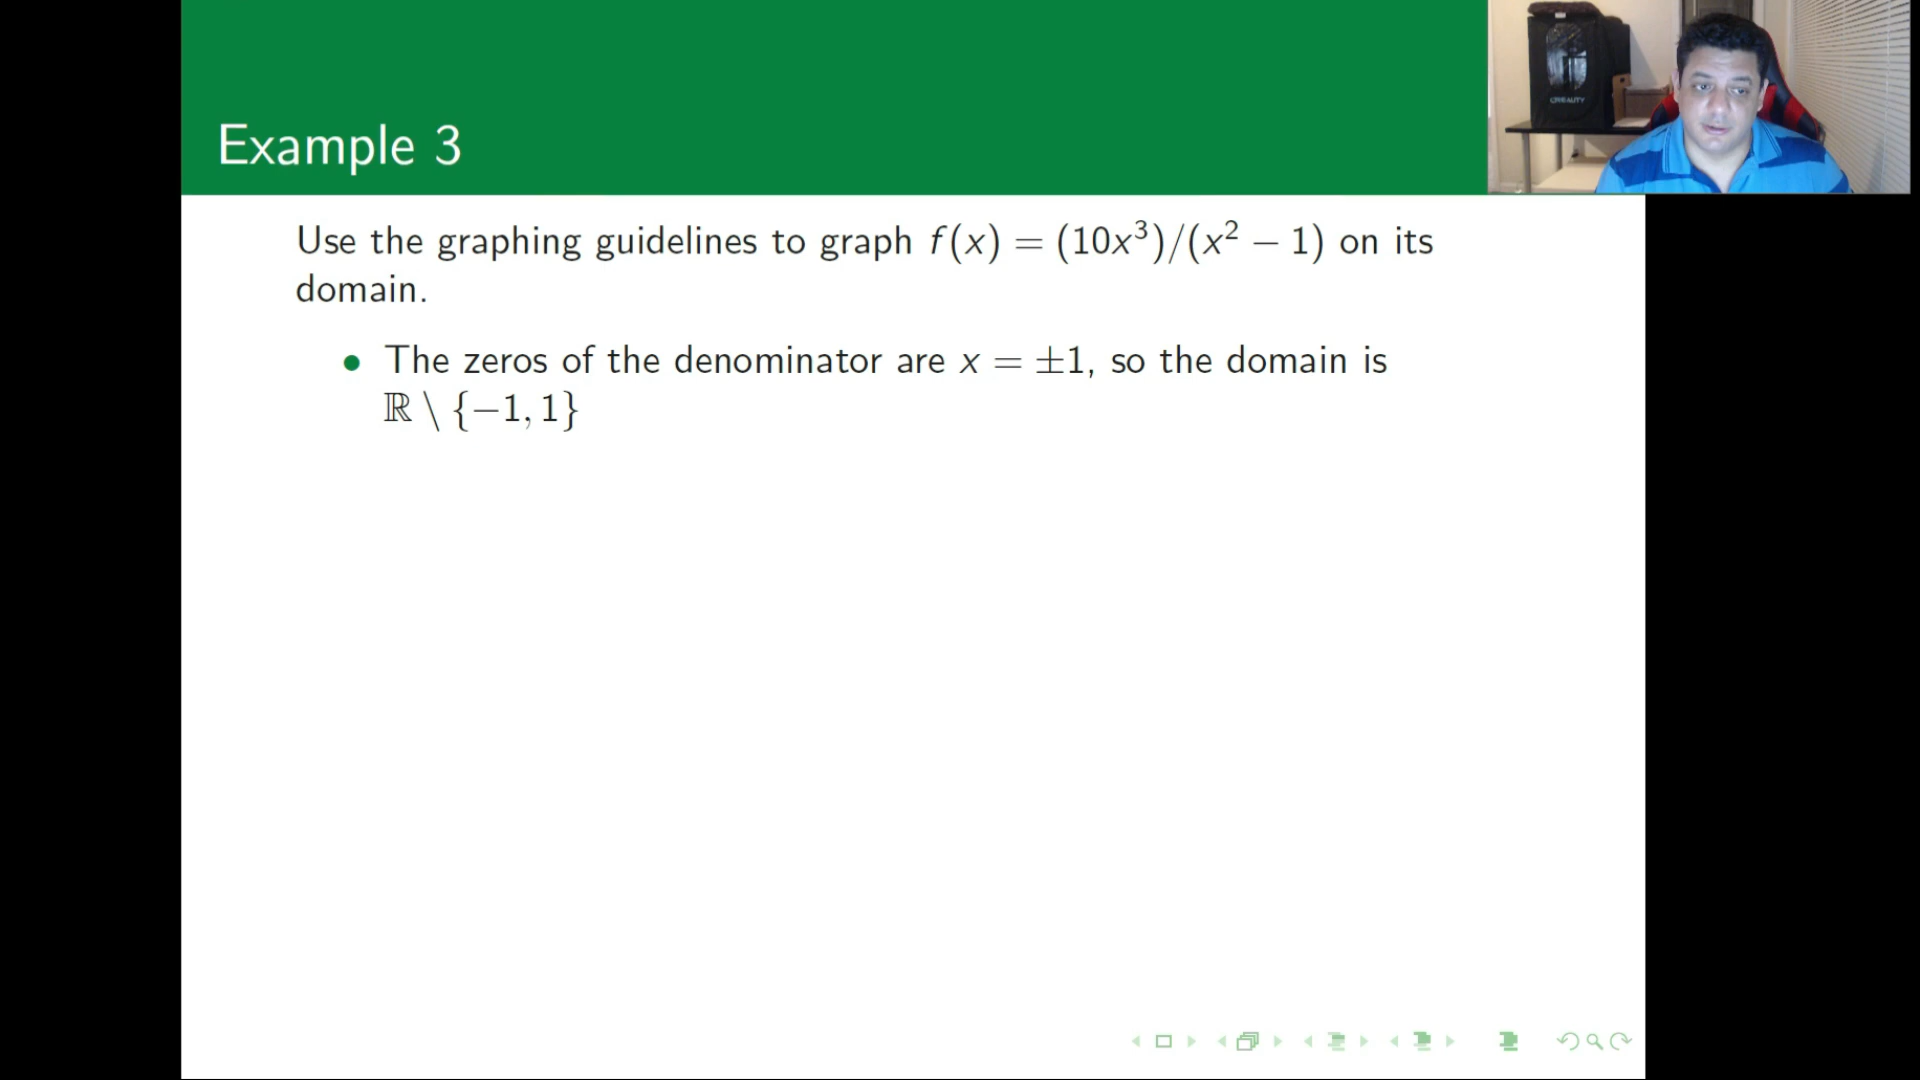 Example 3
Use the graphing guidelines to graph f(x) = (10x³)/(x² − 1) on its
domain.
• The zeros of the denominator are x = ±1, so the domain is
ℝ \ {−1, 1}
CREALITY